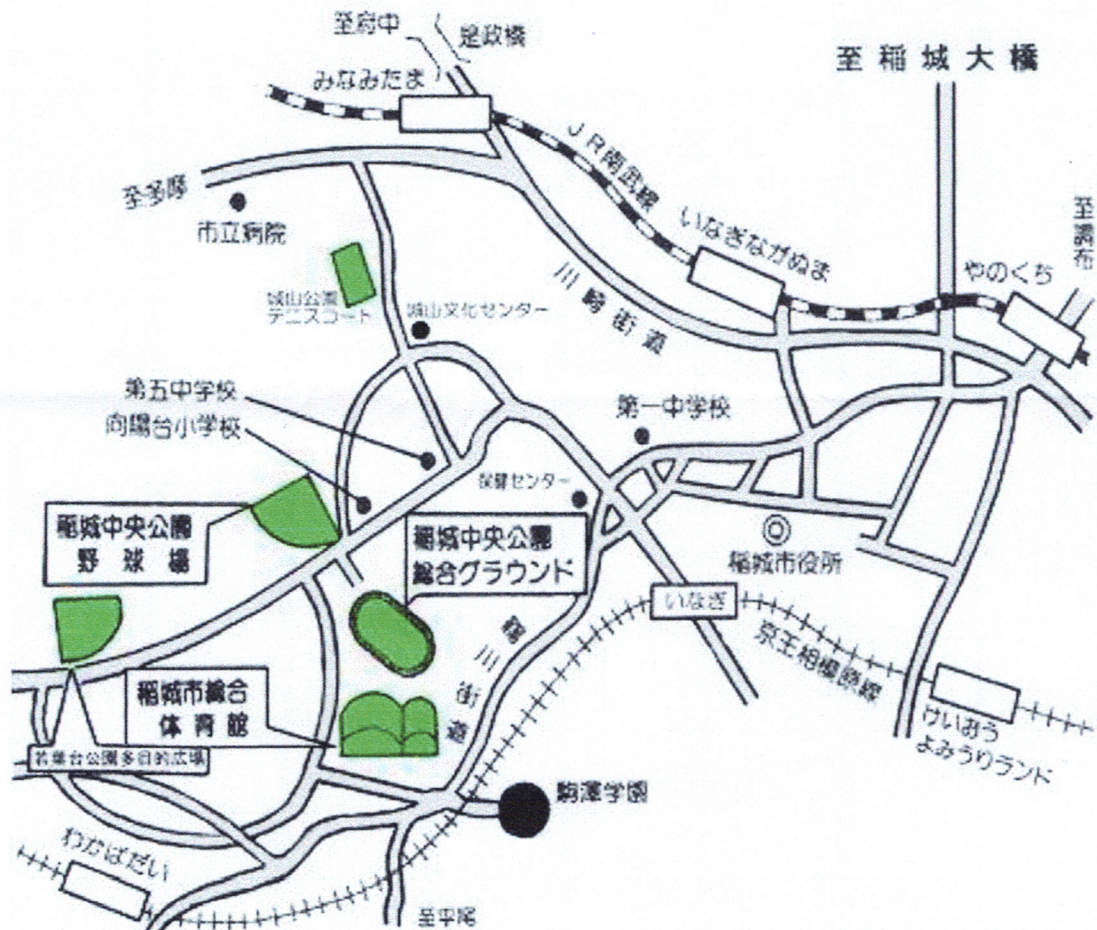 至府中
是政橋
みなみたま
至稲城大橋
JR南武線
至多摩
市立病院
いなぎながぬま
至調布
やのくち
川崎街道
城山公園
テニスコート
城山文化センター
第五中学校
向陽台小学校
第一中学校
保健センター
稲城中央公園
野球場
稲城中央公園
総合グラウンド
稲城市役所
いなぎ
鶴川街道
京王相模原線
稲城市総合
体育館
けいおう
よみうりランド
若葉台公園多目的広場
駒澤学園
わかばだい
至平尾